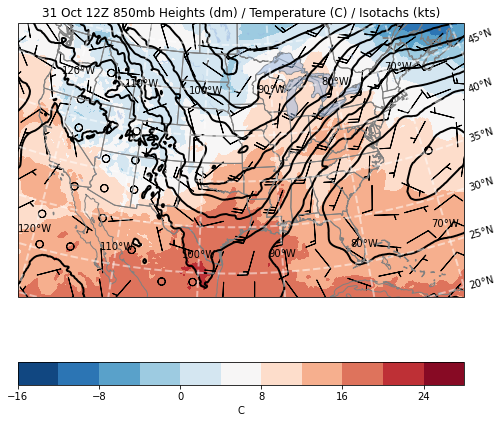 31 Oct 12Z 850mb Heights (dm) / Temperature (C) / Isotachs (kts)
45°N
120°W 110°W 100°W 90°W 80°W 70°W
40°N
35°N
30°N
120°W 110°W 100°W 90°W 80°W 70°W
25°N
20°N
−16 −8 0 8 16 24
C